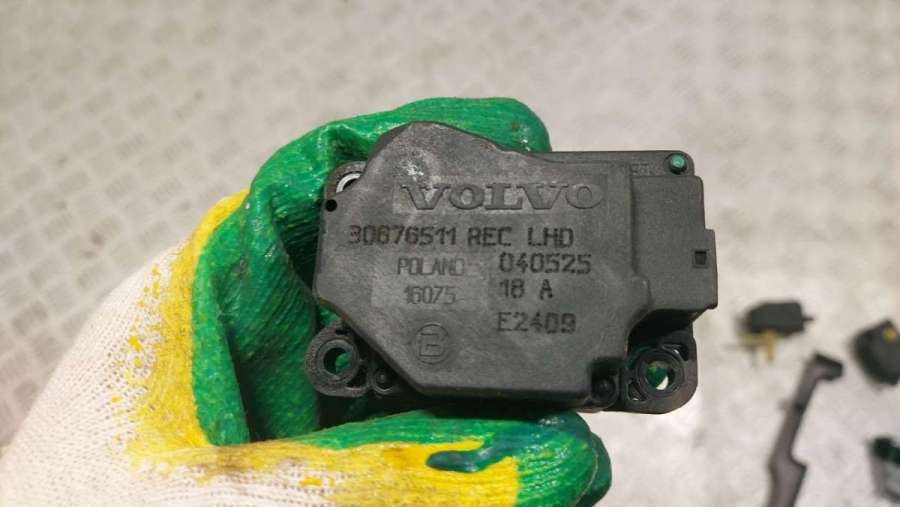 VOLVO
30676511 REC LHD
POLAND 040525
16075 18 A
E2409